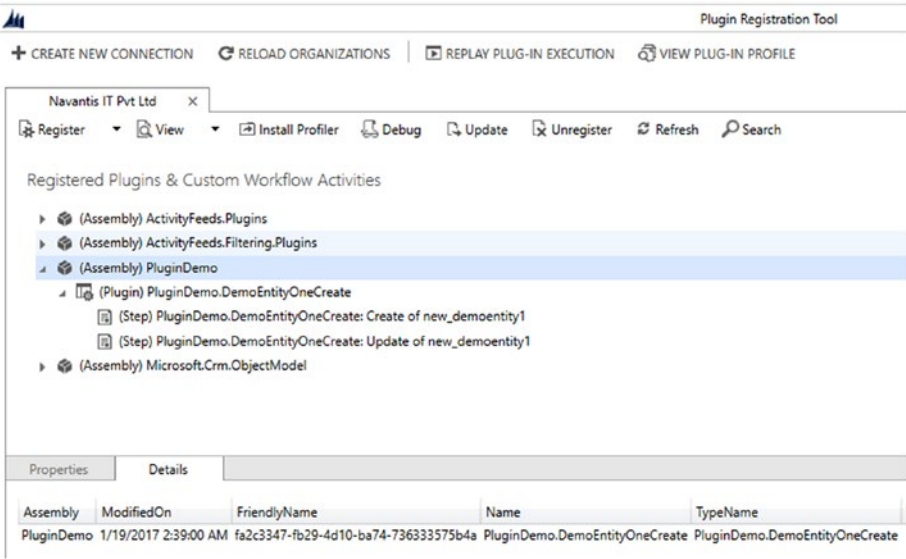 Plugin Registration Tool
CREATE NEW CONNECTION RELOAD ORGANIZATIONS REPLAY PLUG-IN EXECUTION VIEW PLUG-IN PROFILE
Navantis IT Pvt Ltd
Register View Install Profiler Debug Update Unregister Refresh Search
Registered Plugins & Custom Workflow Activities
(Assembly) ActivityFeeds.Plugins
(Assembly) ActivityFeeds.Filtering.Plugins
(Assembly) PluginDemo
(Plugin) PluginDemo.DemoEntityOneCreate
(Step) PluginDemo.DemoEntityOneCreate: Create of new_demoentity1
(Step) PluginDemo.DemoEntityOneCreate: Update of new_demoentity1
(Assembly) Microsoft.Crm.ObjectModel
Properties Details
Assembly ModifiedOn FriendlyName Name TypeName
PluginDemo 1/19/2017 2:39:00 AM fa2c3347-fb29-4d10-ba74-736333575b4a PluginDemo.DemoEntityOneCreate PluginDemo.DemoEntityOneCreate